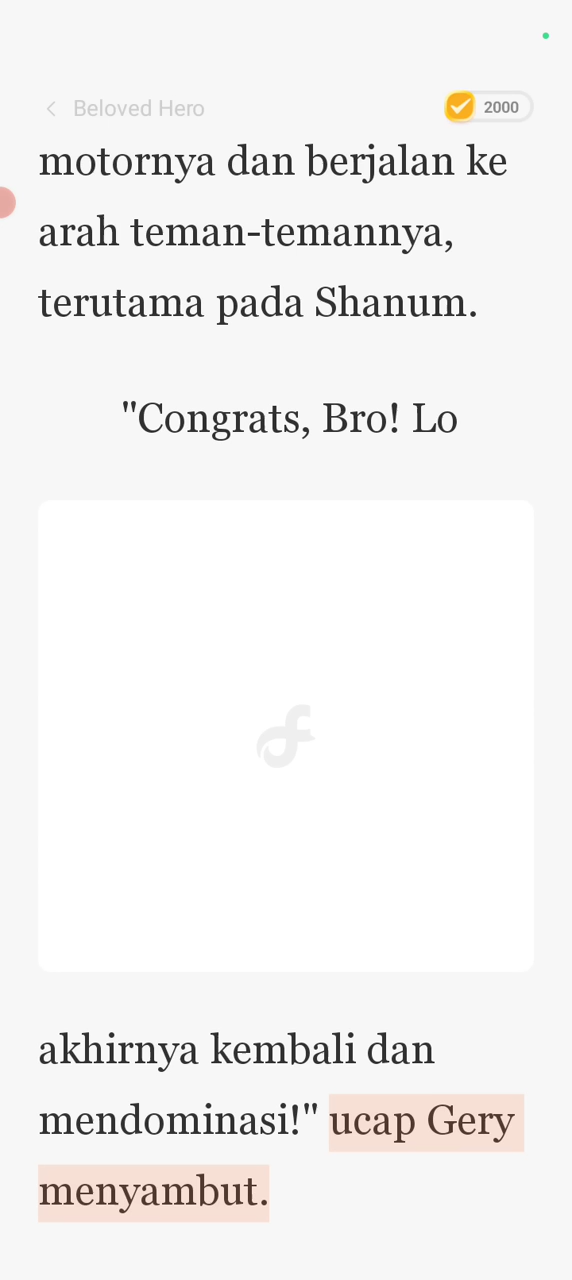 Beloved Hero
2000
motornya dan berjalan ke
arah teman-temannya,
terutama pada Shanum.
"Congrats, Bro! Lo
akhirnya kembali dan
mendominasi!" ucap Gery
menyambut.